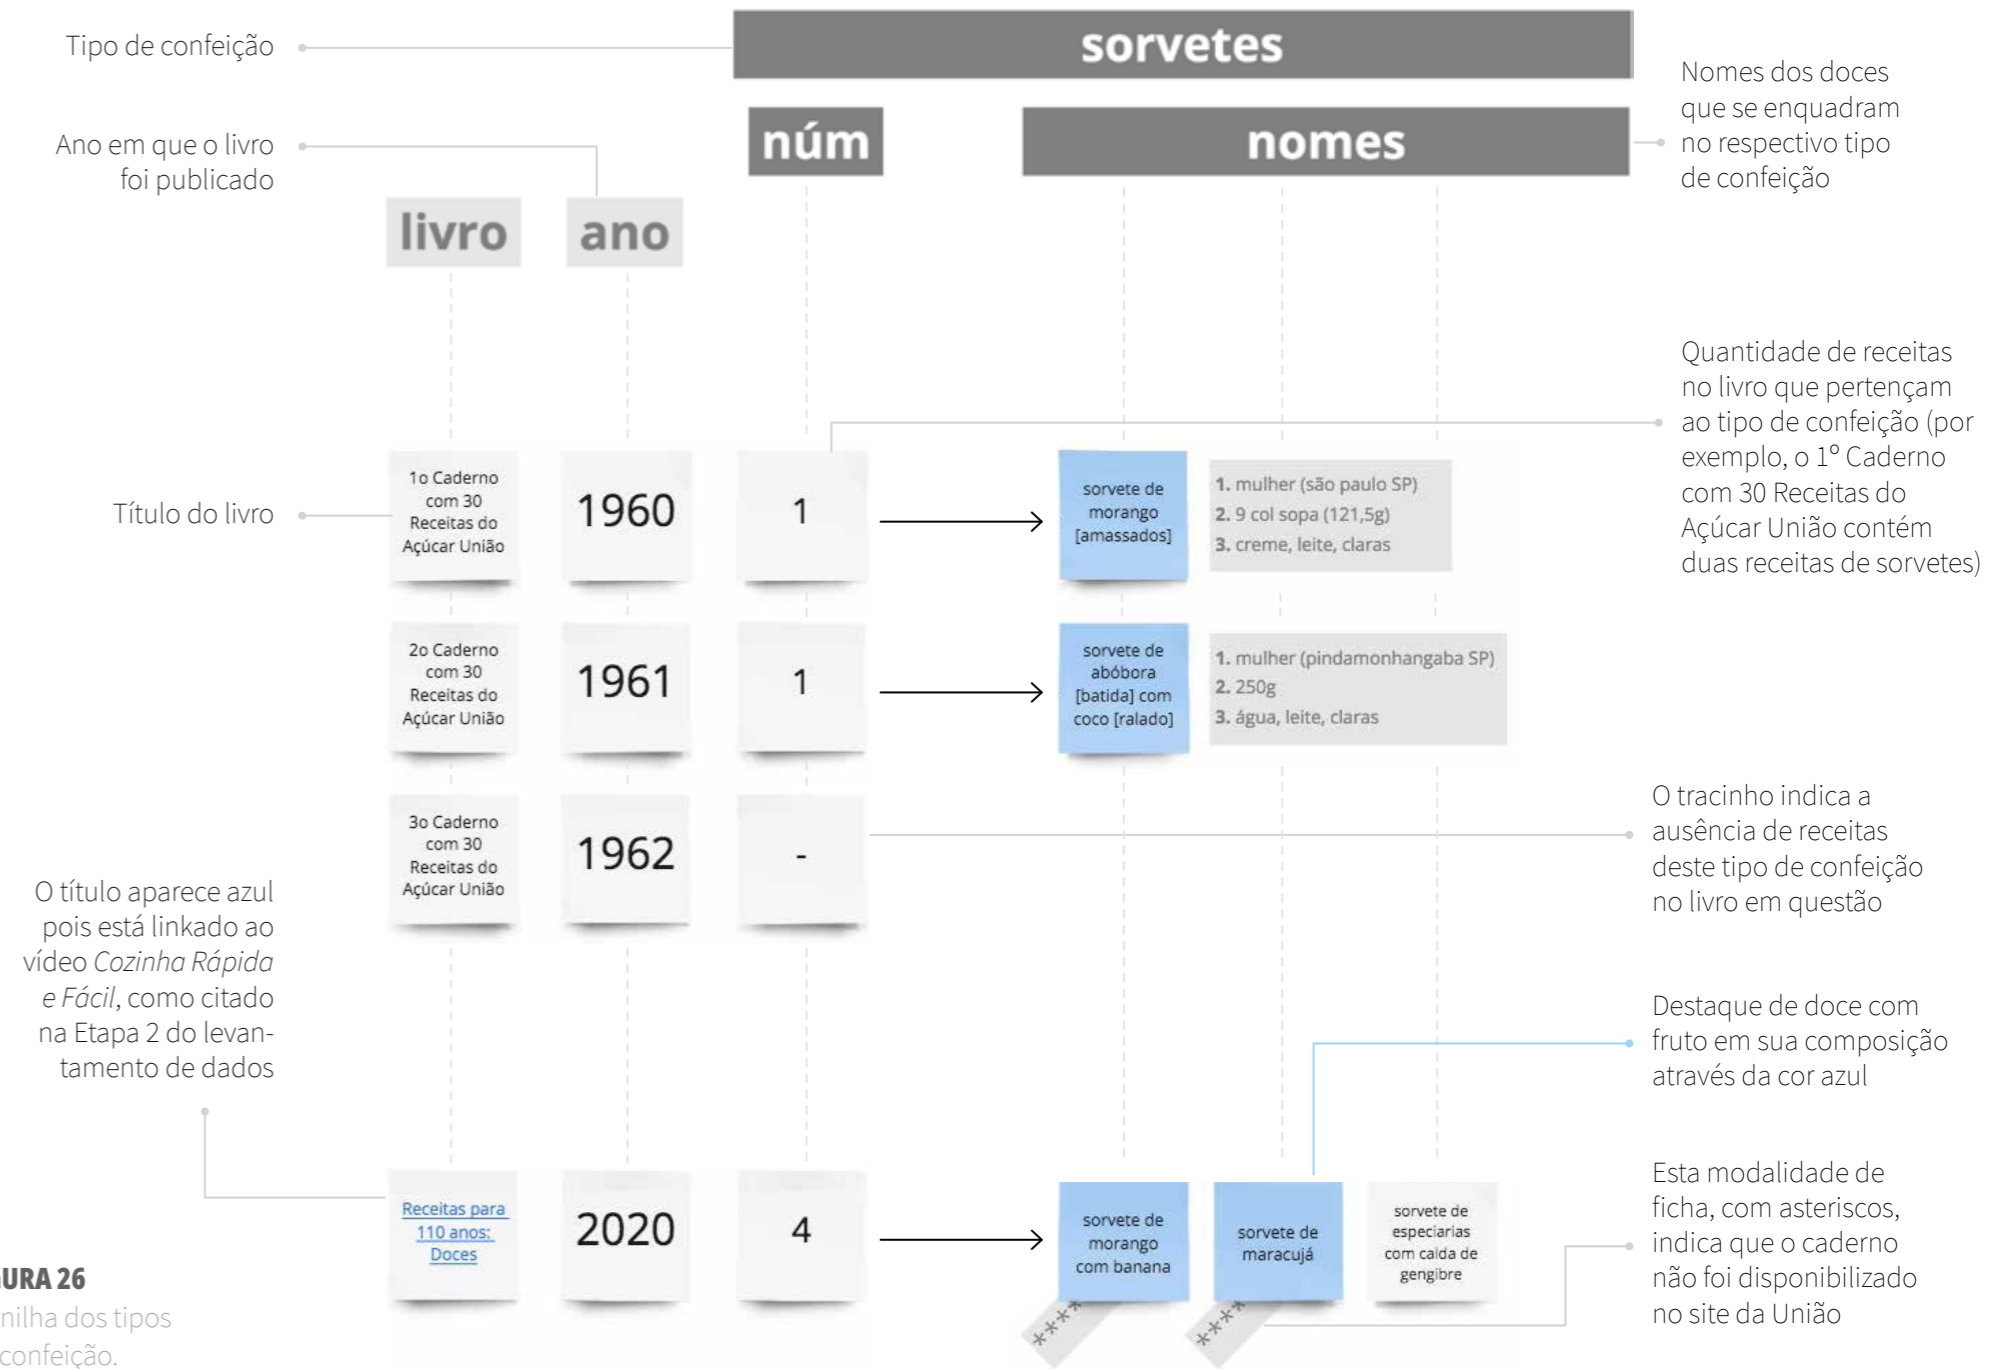 Tipo de confeição
sorvetes
Nomes dos doces
que se enquadram
no respectivo tipo
de confeição
Ano em que o livro
foi publicado
núm
nomes
livro
ano
Quantidade de receitas
no livro que pertençam
ao tipo de confeição (por
exemplo, o 1º Caderno
com 30 Receitas do
Açúcar União contém
duas receitas de sorvetes)
Título do livro
1o Caderno
com 30
Receitas do
Açúcar União
1960
1
sorvete de
morango
[amassados]
1. mulher (são paulo SP)
2. 9 col sopa (121,5g)
3. creme, leite, claras
2o Caderno
com 30
Receitas do
Açúcar União
1961
1
sorvete de
abóbora
[batida] com
coco [ralado]
1. mulher (pindamonhangaba SP)
2. 250g
3. água, leite, claras
3o Caderno
com 30
Receitas do
Açúcar União
1962
-
O tracinho indica a
ausência de receitas
deste tipo de confeição
no livro em questão
O título aparece azul
pois está linkado ao
vídeo Cozinha Rápida
e Fácil, como citado
na Etapa 2 do levan-
tamento de dados
Destaque de doce com
fruto em sua composição
através da cor azul
Receitas para
110 anos:
Doces
2020
4
sorvete de
morango
com banana
sorvete de
maracujá
sorvete de
especiarias
com calda de
gengibre
****
****
Esta modalidade de
ficha, com asteriscos,
indica que o caderno
não foi disponibilizado
no site da União
GURA 26
nilha dos tipos
confeição.